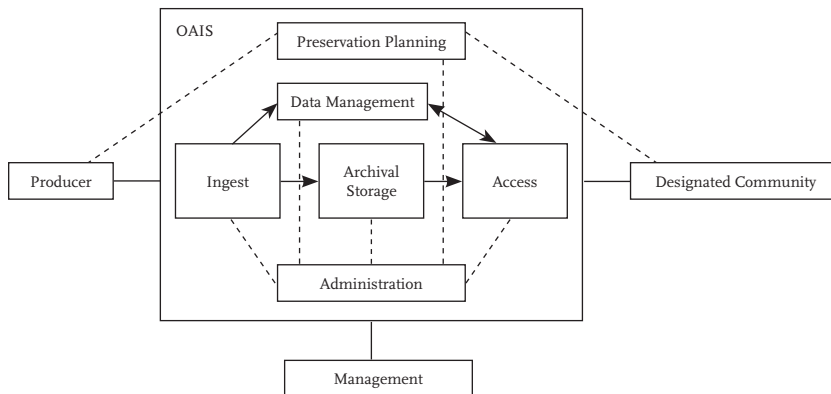 OAIS
Preservation Planning
Data Management
Producer
Ingest
Archival
Storage
Access
Designated Community
Administration
Management